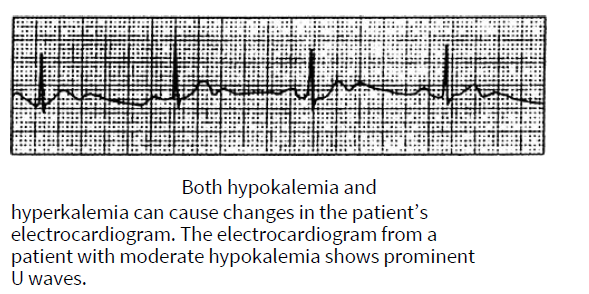 Both hypokalemia and
hyperkalemia can cause changes in the patient’s
electrocardiogram. The electrocardiogram from a
patient with moderate hypokalemia shows prominent
U waves.